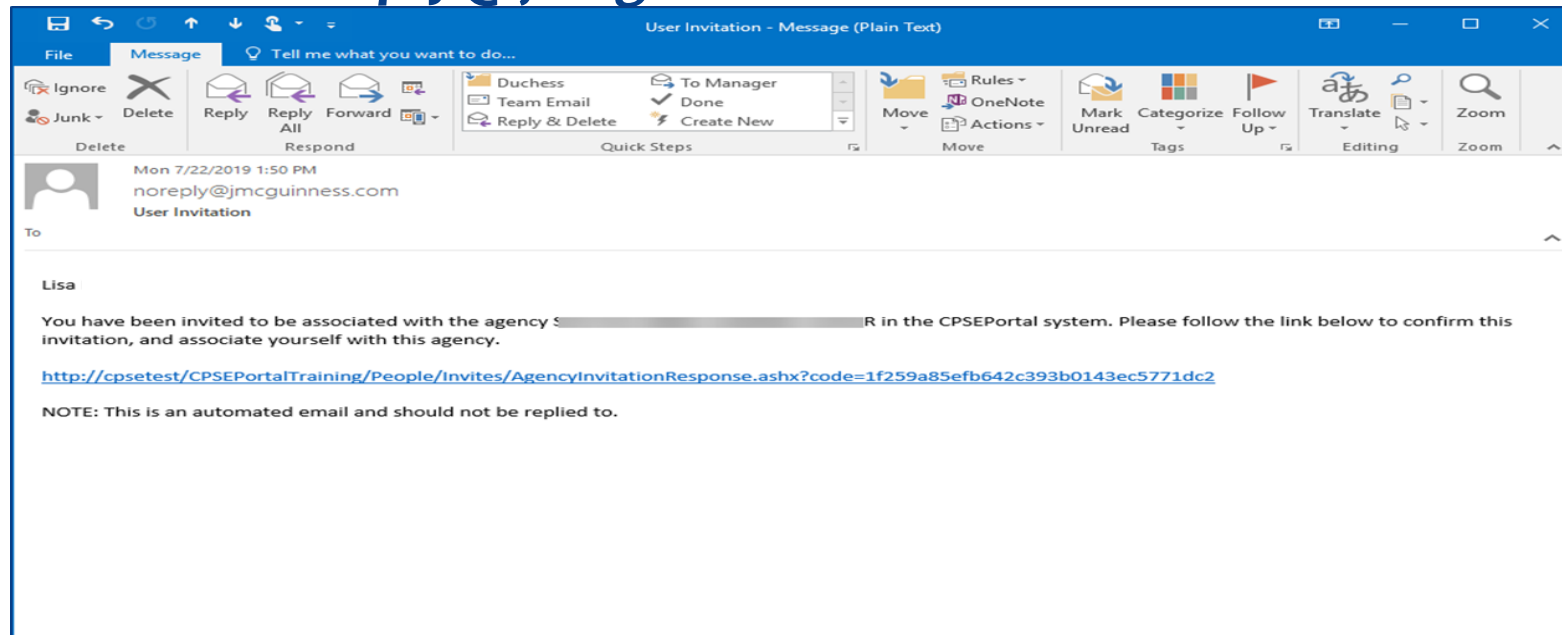 User Invitation - Message (Plain Text)
File Message Tell me what you want to do...
Ignore
Junk
Delete
Reply
Reply All
Forward
Duchess
Team Email
Reply & Delete
To Manager
Done
Create New
Move
Rules
OneNote
Actions
Mark Unread
Categorize
Follow Up
Translate
Zoom
Delete Respond Quick Steps Move Tags Editing Zoom
Mon 7/22/2019 1:50 PM
noreply@jmcguinness.com
User Invitation
To
Lisa
You have been invited to be associated with the agency S R in the CPSEPortal system. Please follow the link below to confirm this
invitation, and associate yourself with this agency.
http://cpsetest/CPSEPortalTraining/People/Invites/AgencyInvitationResponse.ashx?code=1f259a85efb642c393b0143ec5771dc2
NOTE: This is an automated email and should not be replied to.